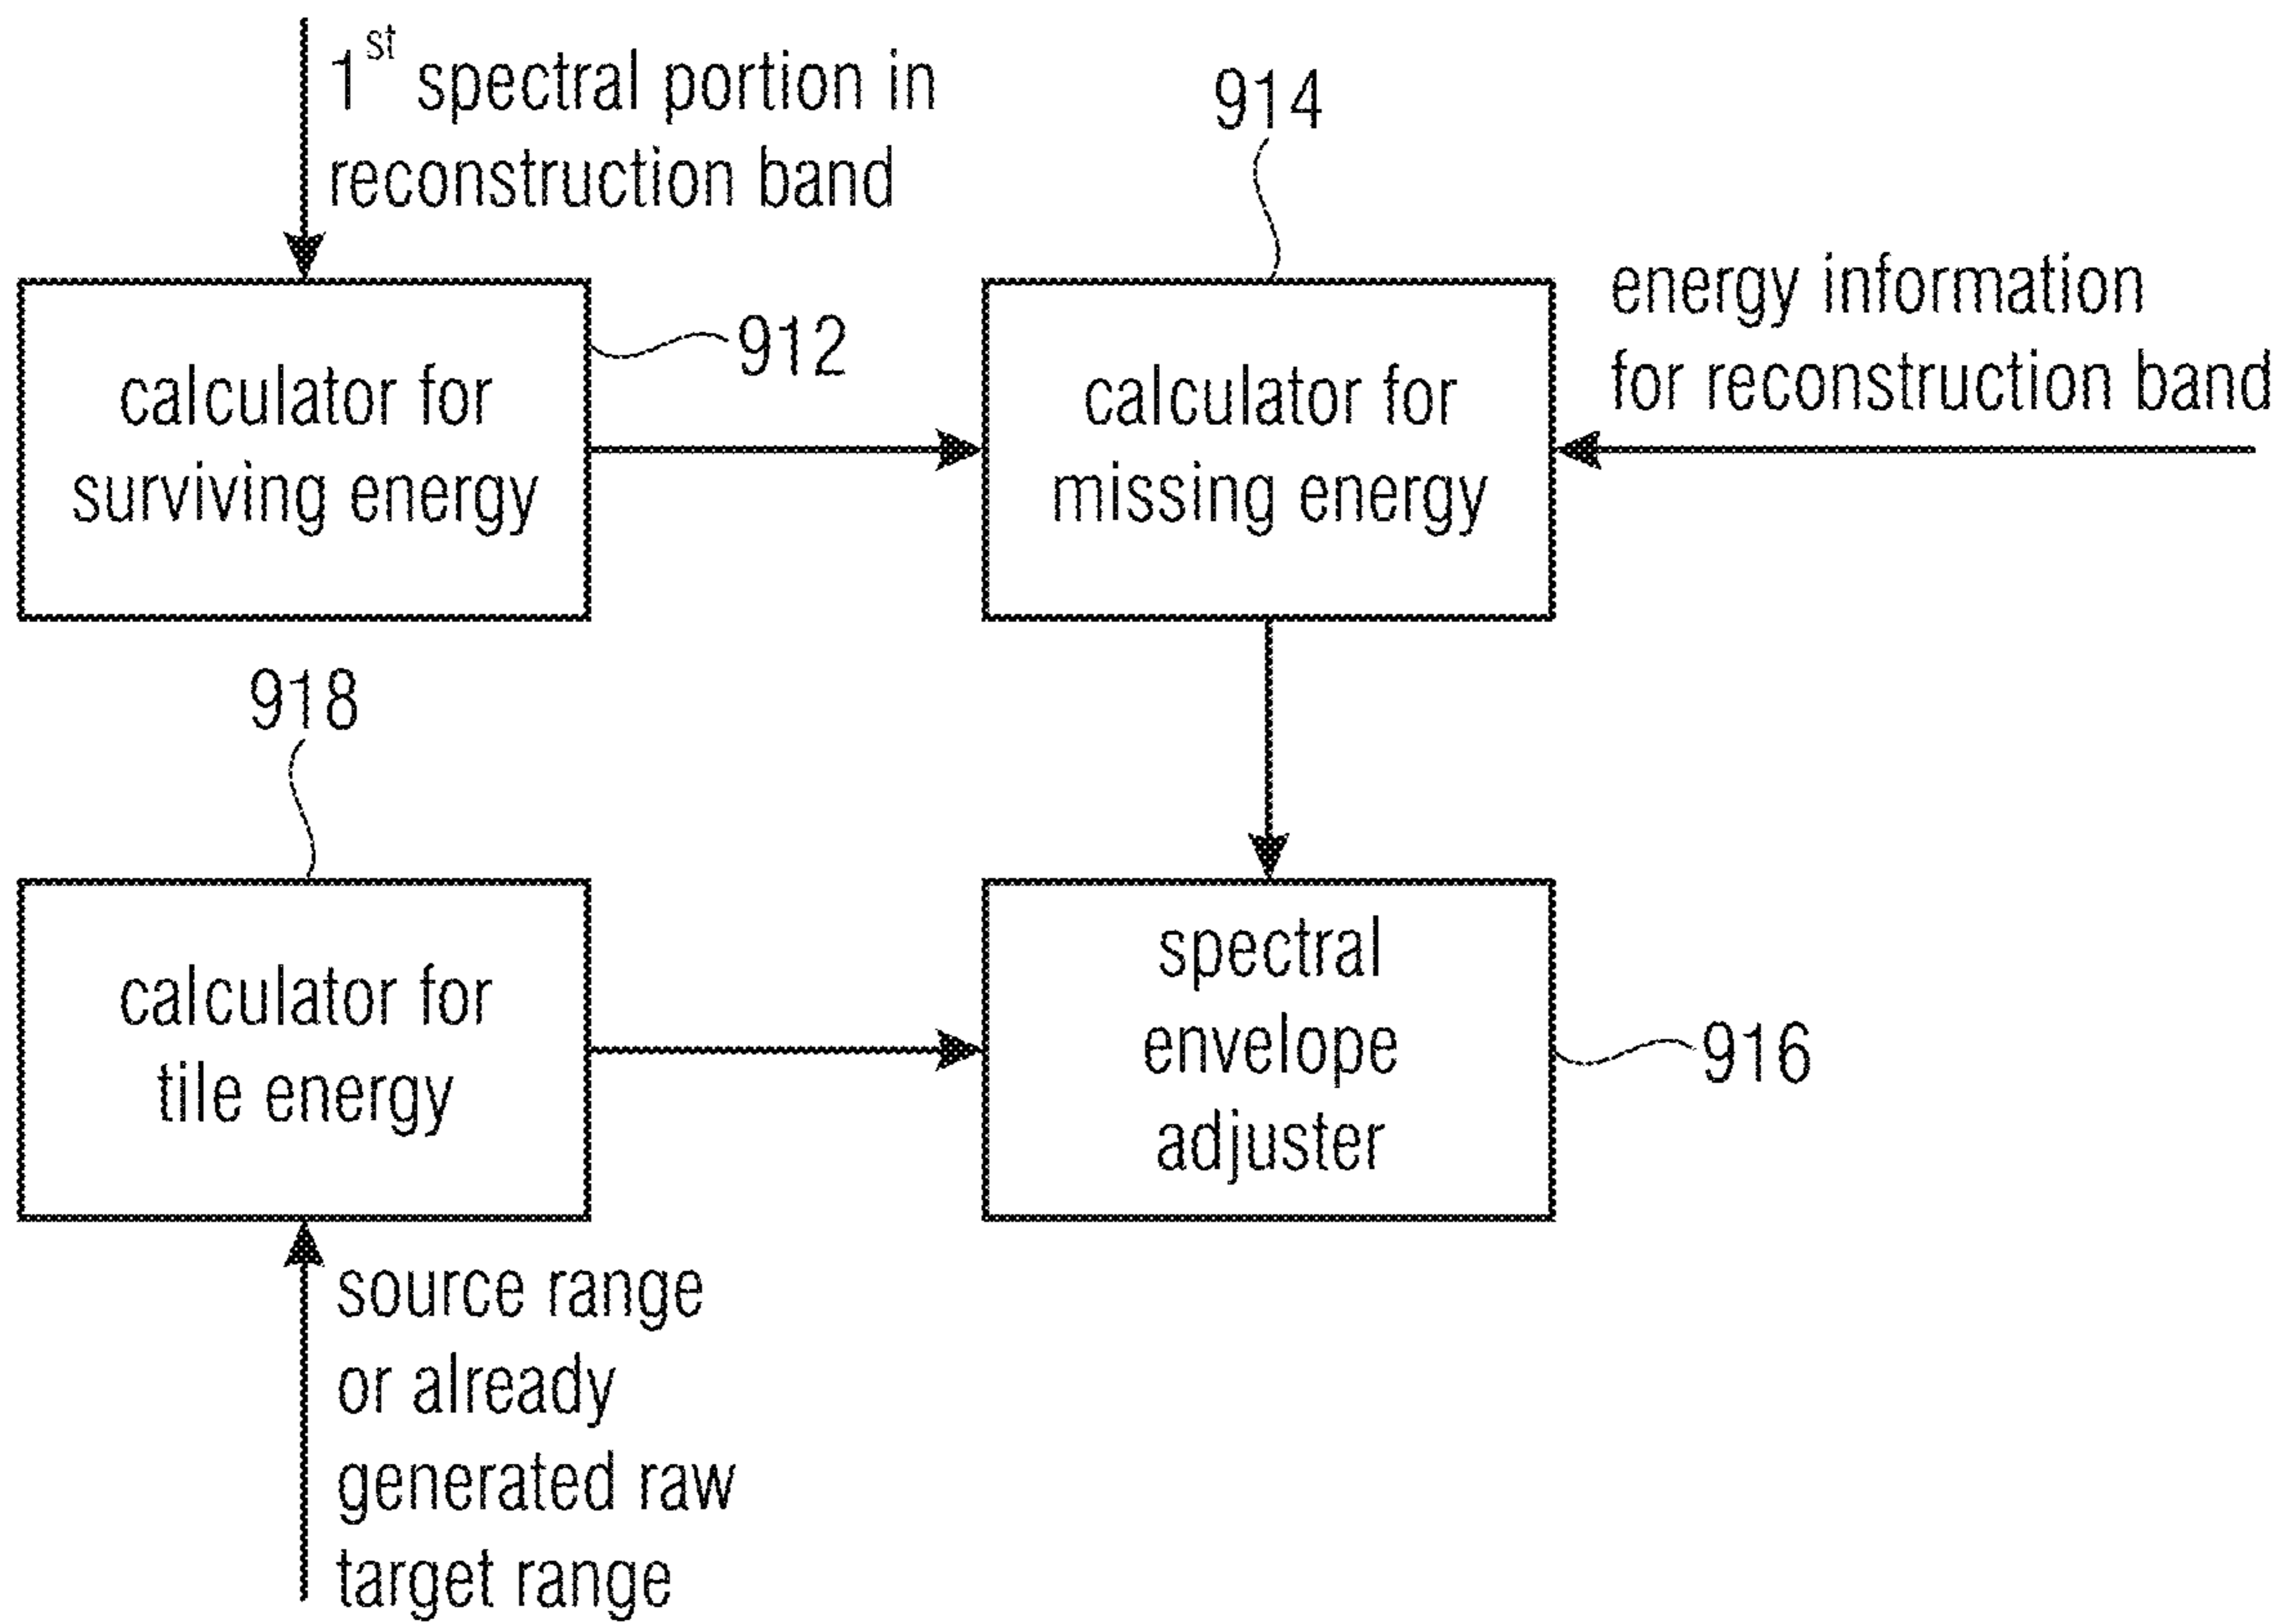 1st spectral portion in
reconstruction band
914
energy information
for reconstruction band
912
calculator for
surviving energy
calculator for
missing energy
918
calculator for
tile energy
spectral
envelope
adjuster
916
source range
or already
generated raw
target range